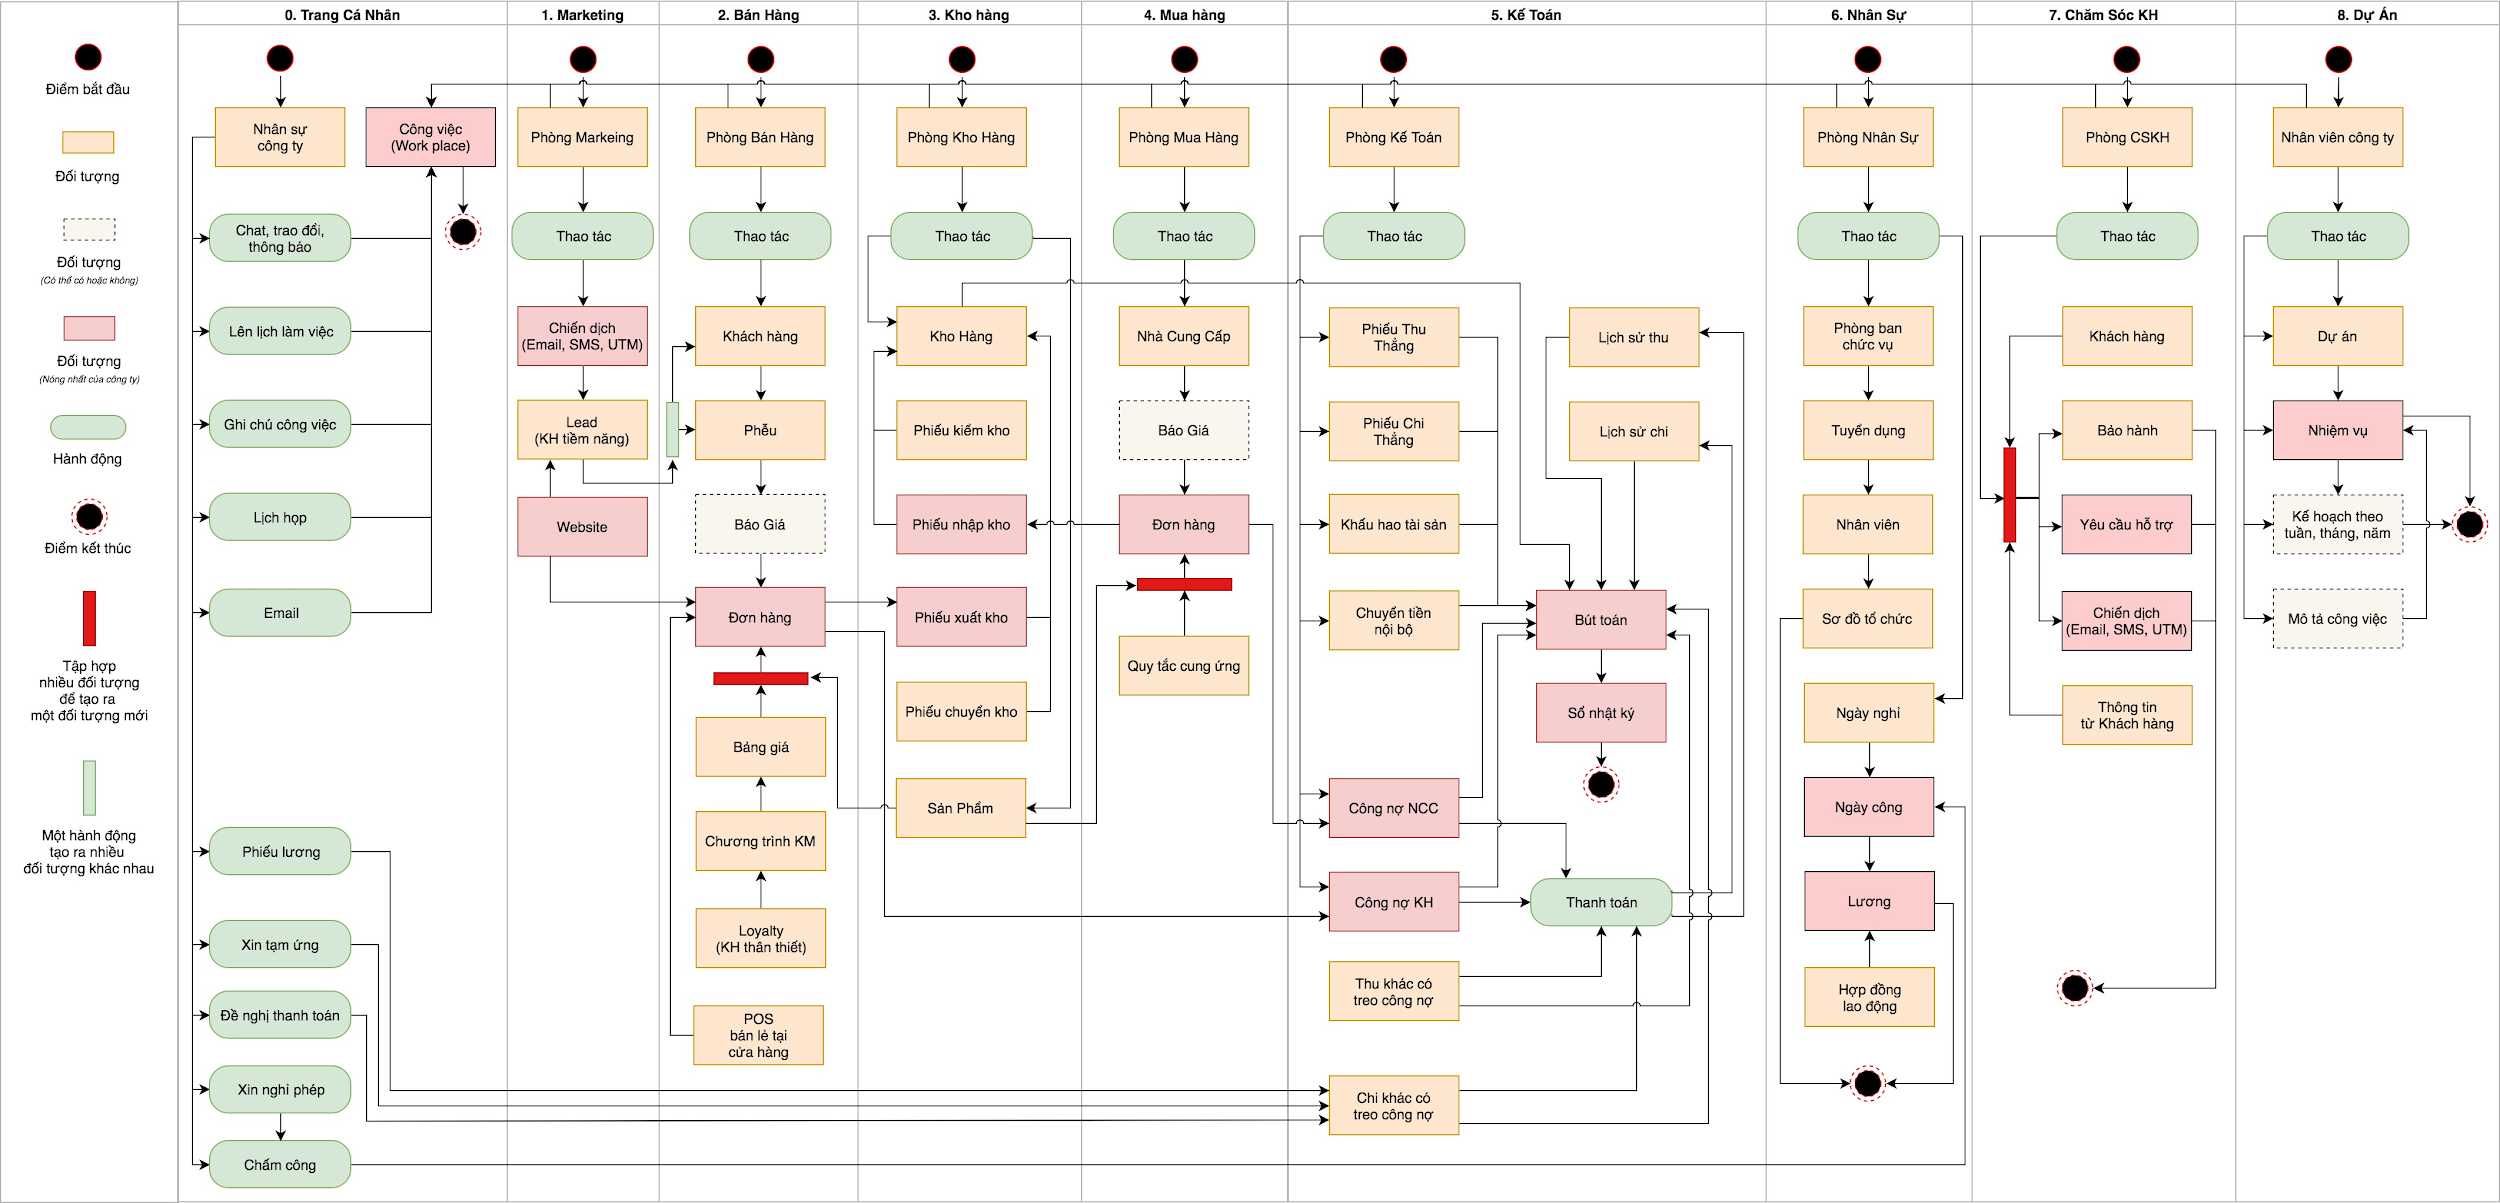 0. Trang Cá Nhân
1. Marketing
2. Bán Hàng
3. Kho hàng
4. Mua hàng
5. Kế Toán
6. Nhân Sự
7. Chăm Sóc KH
8. Dự Án
Điểm bắt đầu
Đối tượng
Đối tượng
(Có thể có hoặc không)
Đối tượng
(Nóng nhất của công ty)
Hành động
Điểm kết thúc
Tập hợp
nhiều đối tượng
để tạo ra
một đối tượng mới
Một hành động
tạo ra nhiều
đối tượng khác nhau
Nhân sự
công ty
Công việc
(Work place)
Chat, trao đổi,
thông báo
Lên lịch làm việc
Ghi chú công việc
Lịch họp
Email
Phiếu lương
Xin tạm ứng
Đề nghị thanh toán
Xin nghỉ phép
Chấm công
Phòng Markeing
Thao tác
Chiến dịch
(Email, SMS, UTM)
Lead
(KH tiềm năng)
Website
Phòng Bán Hàng
Thao tác
Khách hàng
Phễu
Báo Giá
Đơn hàng
Bảng giá
Chương trình KM
Loyalty
(KH thân thiết)
POS
bán lẻ tại
cửa hàng
Phòng Kho Hàng
Thao tác
Kho Hàng
Phiếu kiểm kho
Phiếu nhập kho
Phiếu xuất kho
Phiếu chuyển kho
Sản Phẩm
Phòng Mua Hàng
Thao tác
Nhà Cung Cấp
Báo Giá
Đơn hàng
Quy tắc cung ứng
Phòng Kế Toán
Thao tác
Phiếu Thu
Thẳng
Phiếu Chi
Thẳng
Khấu hao tài sản
Chuyển tiền
nội bộ
Công nợ NCC
Công nợ KH
Thu khác có
treo công nợ
Chi khác có
treo công nợ
Lịch sử thu
Lịch sử chi
Bút toán
Sổ nhật ký
Thanh toán
Phòng Nhân Sự
Thao tác
Phòng ban
chức vụ
Tuyển dụng
Nhân viên
Sơ đồ tổ chức
Ngày nghỉ
Ngày công
Lương
Hợp đồng
lao động
Phòng CSKH
Thao tác
Khách hàng
Bảo hành
Yêu cầu hỗ trợ
Chiến dịch
(Email, SMS, UTM)
Thông tin
từ Khách hàng
Nhân viên công ty
Thao tác
Dự án
Nhiệm vụ
Kế hoạch theo
tuần, tháng, năm
Mô tả công việc